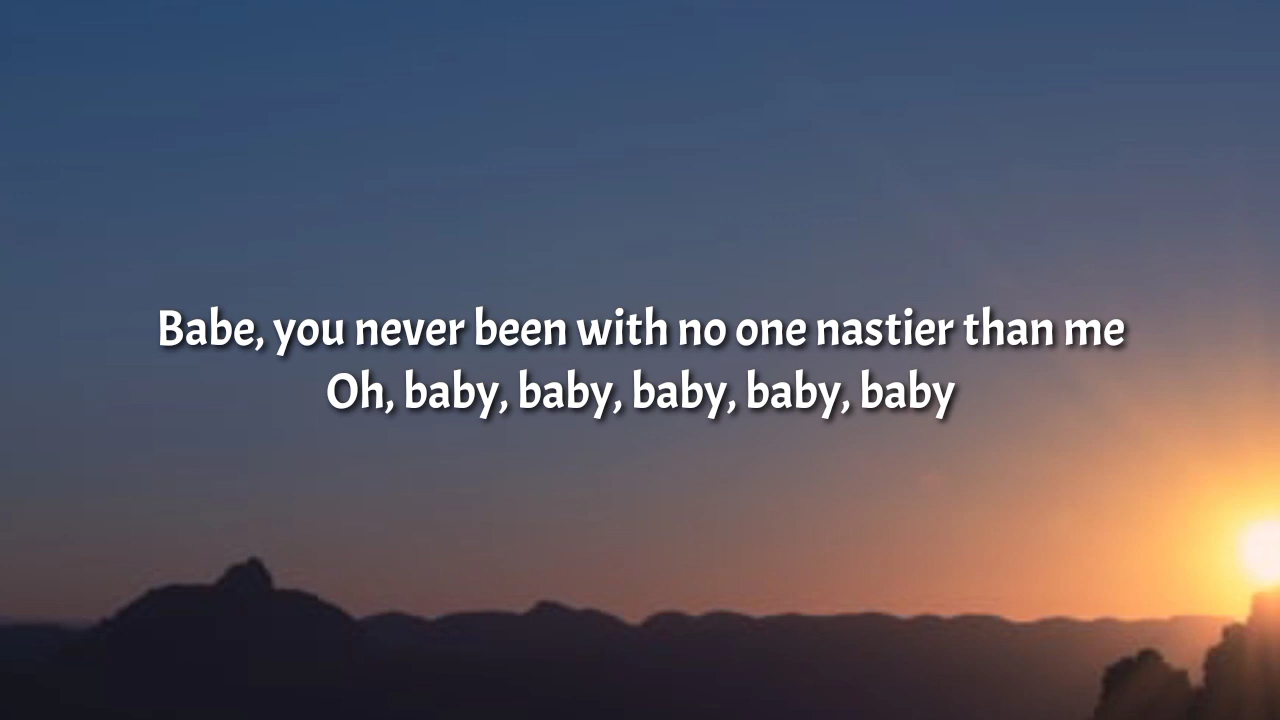 Babe, you never been with no one nastier than me
Oh, baby, baby, baby, baby, baby